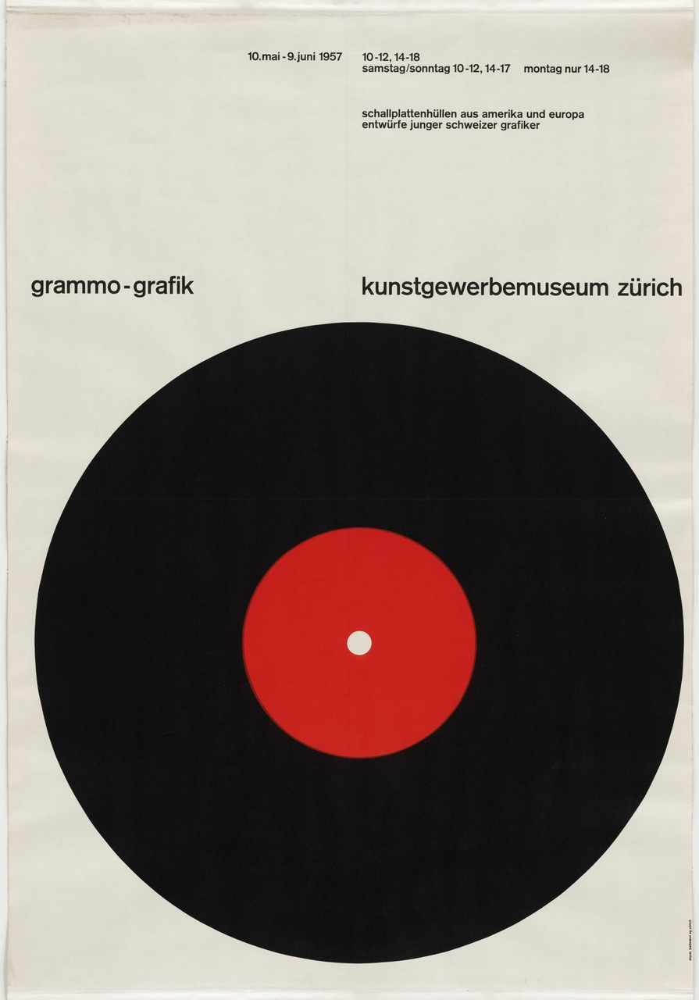 10.mai - 9.juni 1957
10-12, 14-18
samstag/sonntag 10-12, 14-17 montag nur 14-18
schallplattenhüllen aus amerika und europa
entwürfe junger schweizer grafiker
grammo-grafik
kunstgewerbemuseum zürich